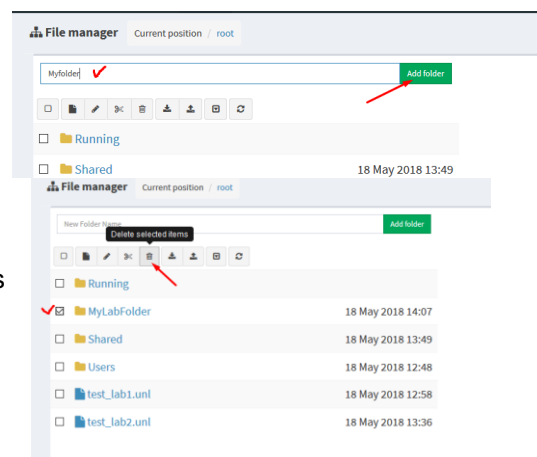 File manager Current position / root
Myfolder Add folder
Running
Shared 18 May 2018 13:49
File manager Current position / root
New Folder Name Add folder
Delete selected items
Running
MyLabFolder 18 May 2018 14:07
s
Shared 18 May 2018 13:49
Users 18 May 2018 12:48
test_lab1.unl 18 May 2018 12:58
test_lab2.unl 18 May 2018 13:36